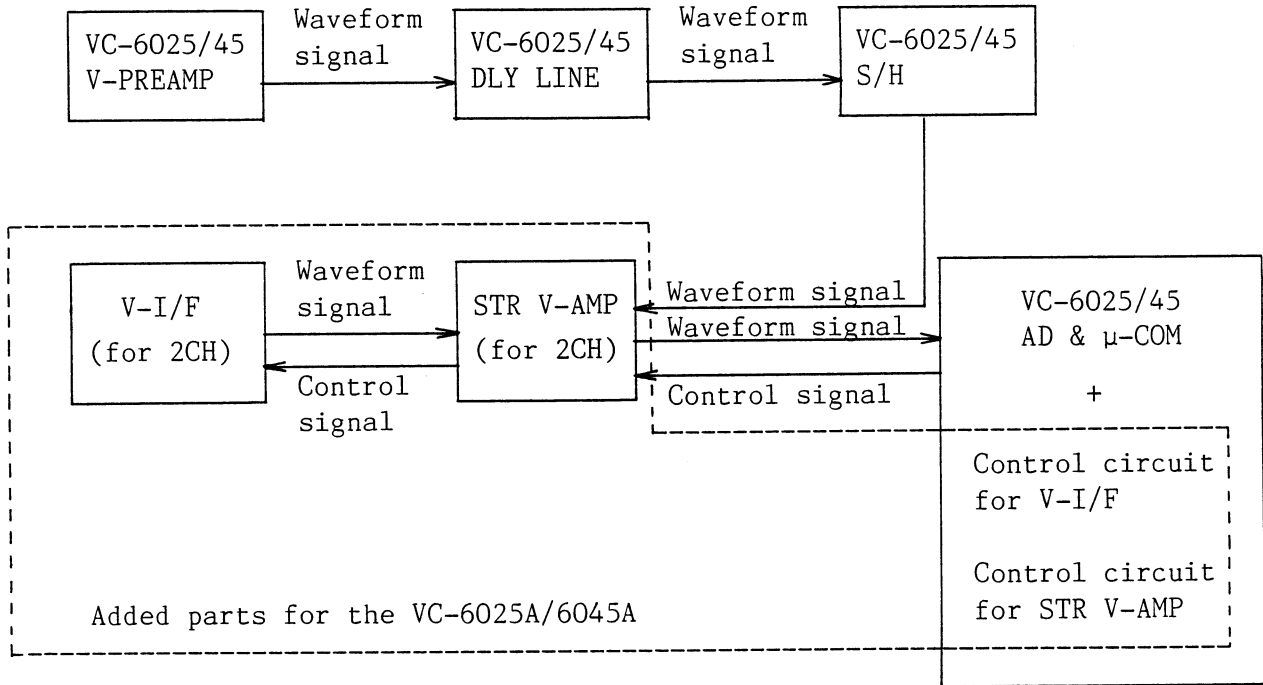 VC-6025/45
V-PREAMP
Waveform
signal
VC-6025/45
DLY LINE
Waveform
signal
VC-6025/45
S/H
V-I/F
(for 2CH)
Waveform
signal
Control
signal
STR V-AMP
(for 2CH)
Waveform signal
Waveform signal
Control signal
VC-6025/45
AD & μ-COM
+
Control circuit
for V-I/F
Control circuit
for STR V-AMP
Added parts for the VC-6025A/6045A